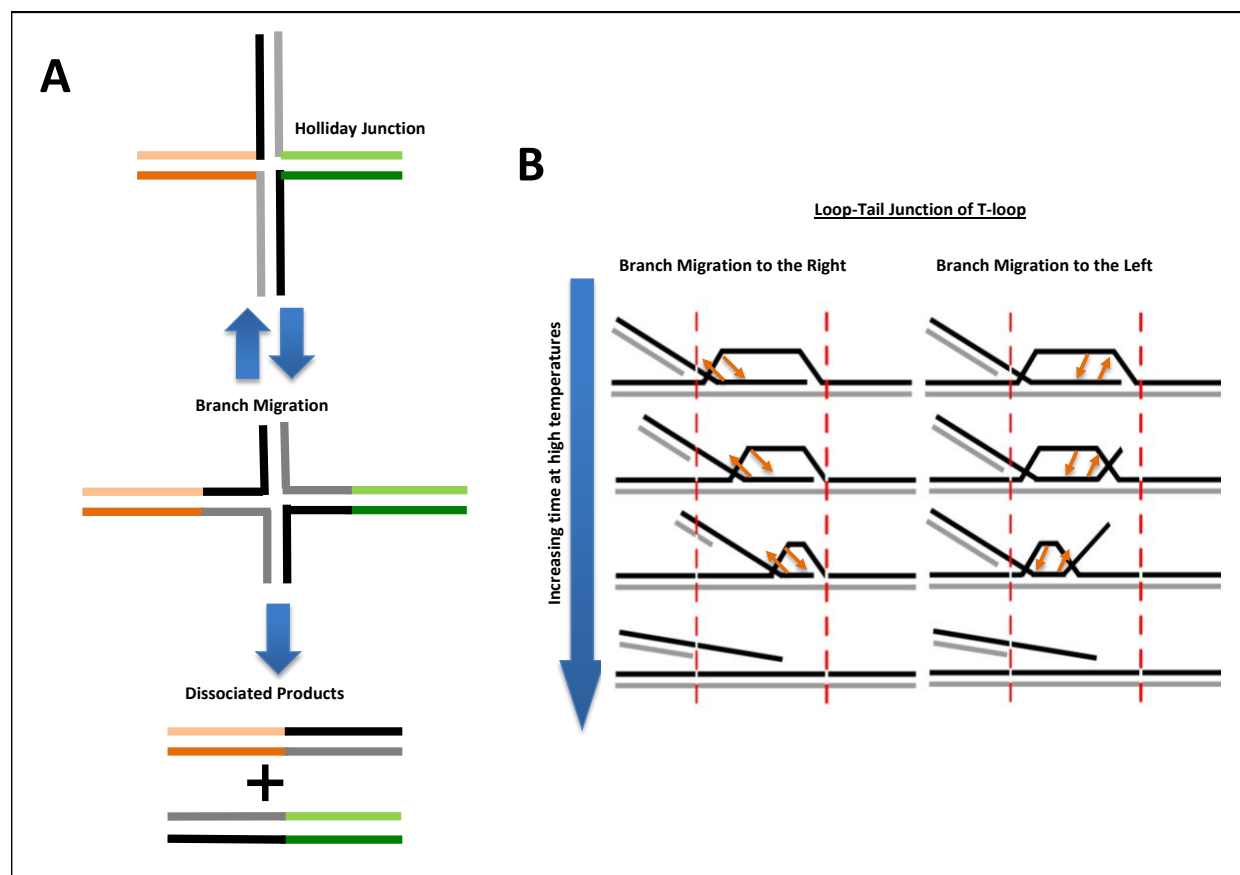 A
Holliday Junction
Branch Migration
Dissociated Products
B
Loop-Tail Junction of T-loop
Branch Migration to the Right
Branch Migration to the Left
Increasing time at high temperatures